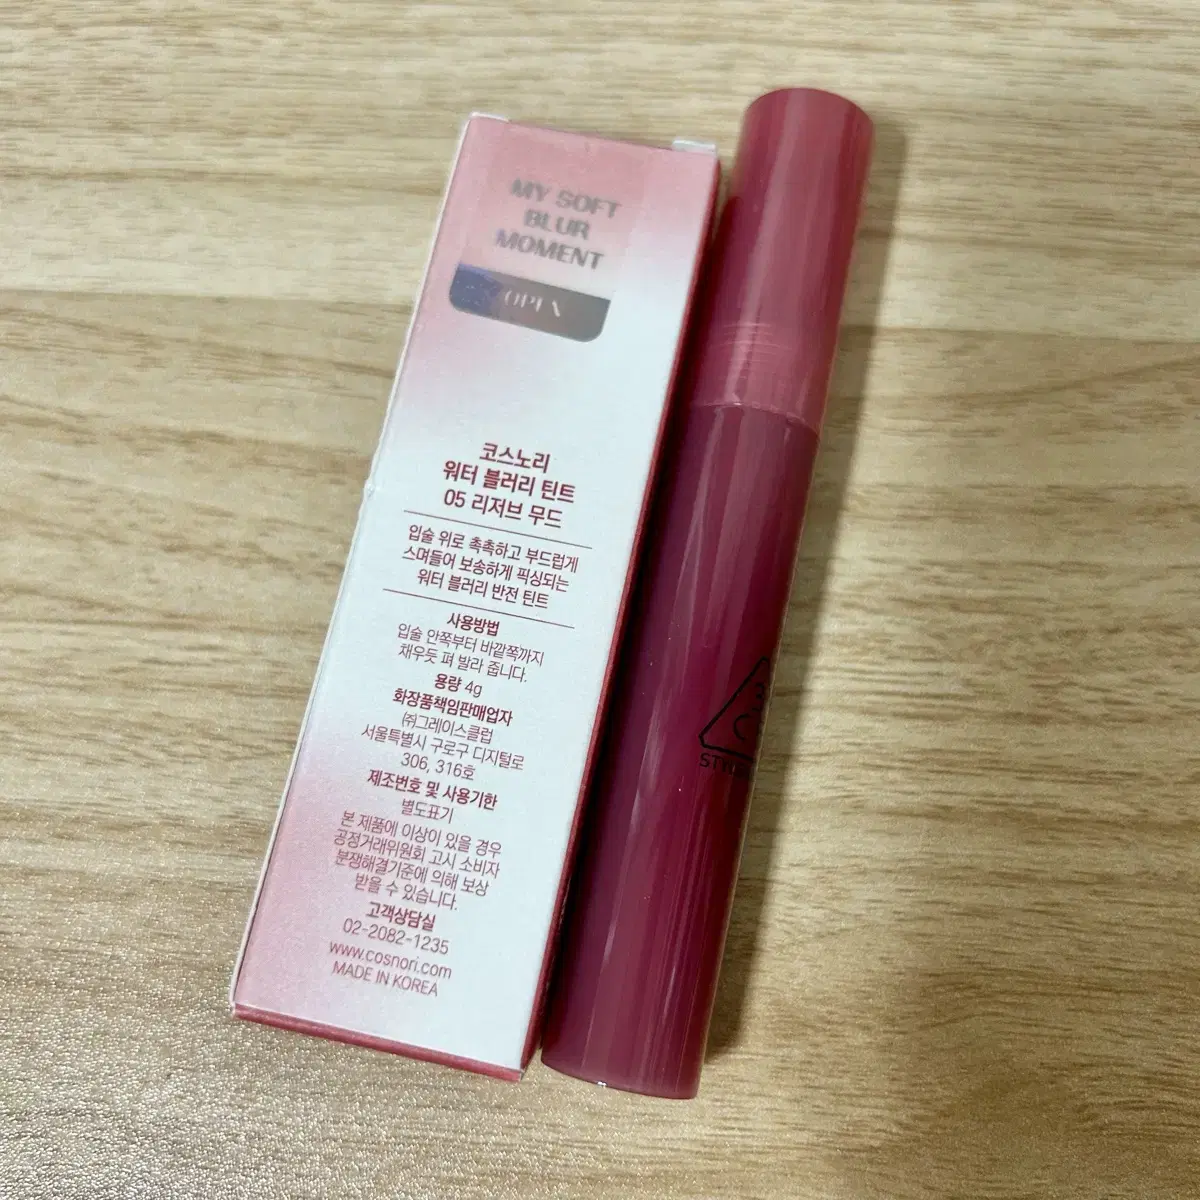 MY SOFT
BLUR
MOMENT
OPEN
코스노리
워터 블러리 틴트
05 리저브 무드
입술 위로 촉촉하고 부드럽게
스며들어 보송하게 픽싱되는
워터 블러리 반전 틴트
사용방법
입술 안쪽부터 바깥쪽까지
채우듯 펴 발라 줍니다.
용량 4g
화장품책임판매업자
㈜그레이스클럽
서울특별시 구로구 디지털로
306, 316호
제조번호 및 사용기한
별도표기
본 제품에 이상이 있을 경우
공정거래위원회 고시 소비자
분쟁해결기준에 의해 보상
받을 수 있습니다.
고객상담실
02-2082-1235
www.cosnori.com
MADE IN KOREA
3
C